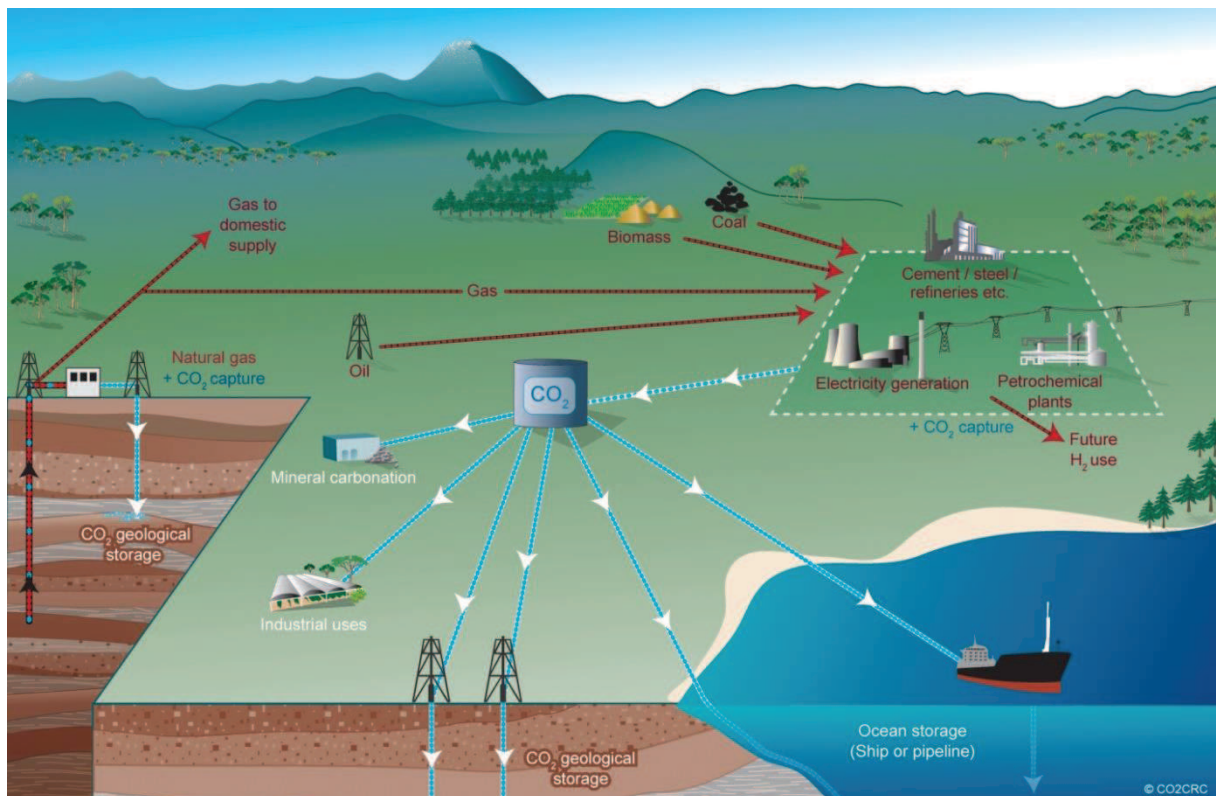 Gas to
domestic
supply
Biomass
Coal
Cement / steel /
refineries etc.
Gas
Oil
Natural gas
+ CO₂ capture
CO₂
Electricity generation
Petrochemical
plants
+ CO₂ capture
Future
H₂ use
Mineral carbonation
CO₂ geological
storage
Industrial uses
Ocean storage
(Ship or pipeline)
CO₂ geological
storage
© CO2CRC